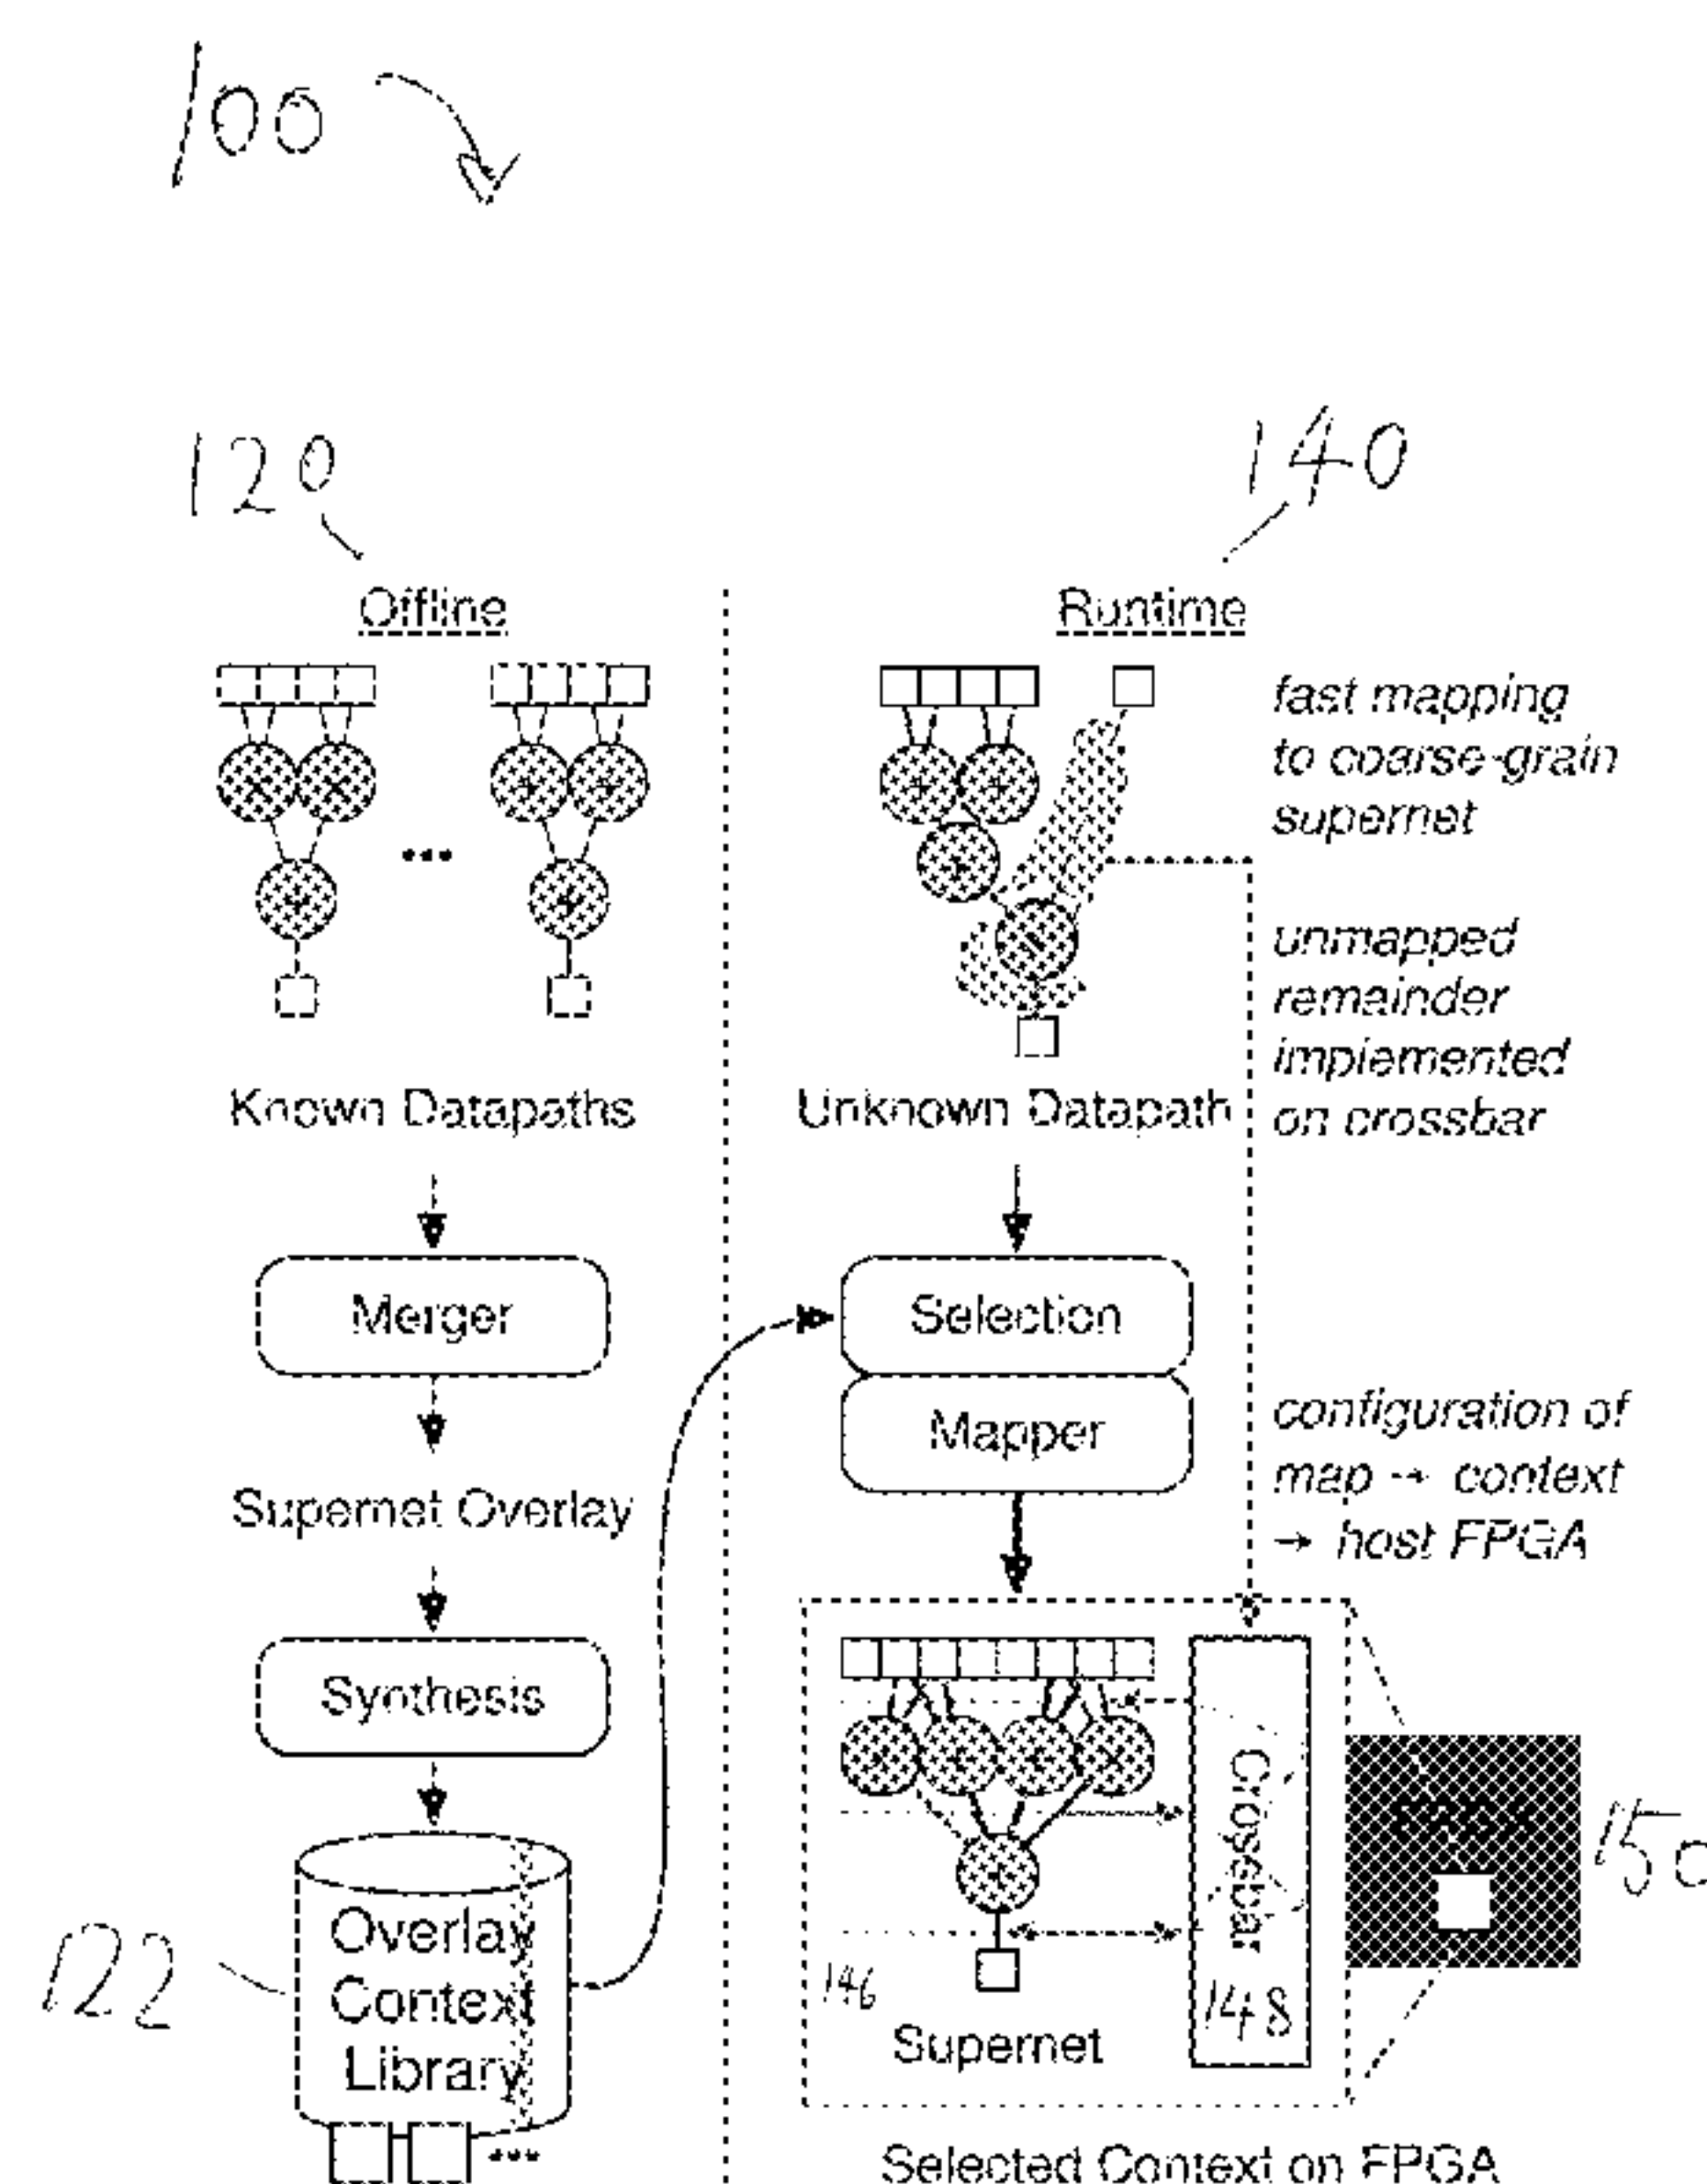 100
120
140
Offline
Runtime
fast mapping
to coarse-grain
supernet
...
unmapped
remainder
implemented
on crossbar
Known Datapaths
Unknown Datapath
Merger
Selection
Mapper
configuration of
map → context
→ host FPGA
Supernet Overlay
Synthesis
Crossbar
FPGA
150
122
Overlay
Context
Library
146
148
Supernet
...
Selected Context on FPGA